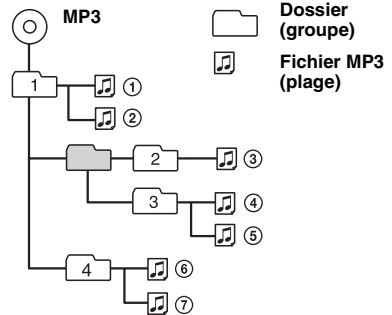 MP3
Dossier
(groupe)
Fichier MP3
(plage)
1
①
②
2
③
3
④
⑤
4
⑥
⑦